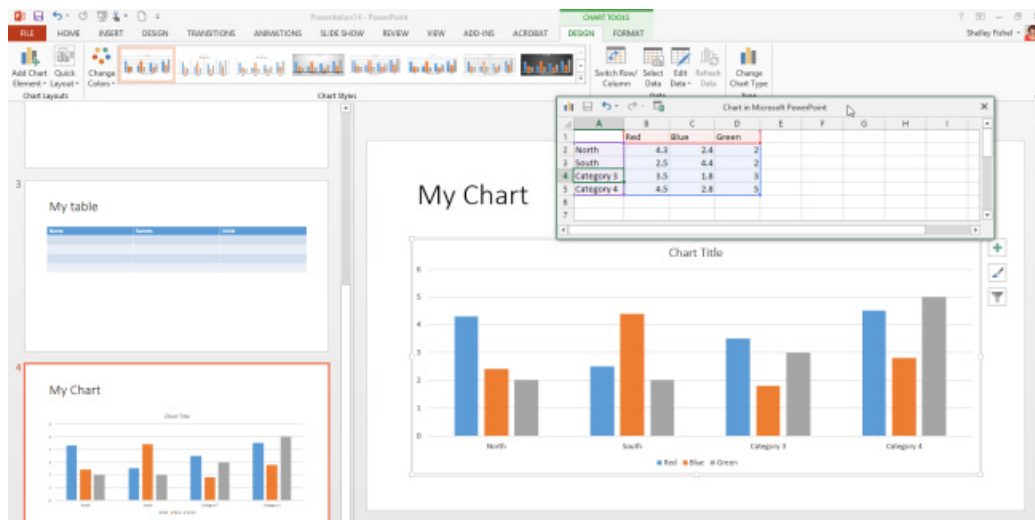 Presentation14 - PowerPoint
CHART TOOLS
FILE HOME INSERT DESIGN TRANSITIONS ANIMATIONS SLIDE SHOW REVIEW VIEW ADD-INS ACROBAT DESIGN FORMAT
Shelley Fishel
Add Chart Quick Change Switch Row/ Select Edit Refresh Change
Element Layout Colors Column Data Data Data Chart Type
Chart Layouts Chart Styles Data Type
Chart in Microsoft PowerPoint
A B C D E F G H I
1 Red Blue Green
2 North 4.3 2.4 2
3 South 2.5 4.4 2
4 Category 3 3.5 1.8 3
5 Category 4 4.5 2.8 5
6
7
3
My table
4
My Chart
Chart Title
My Chart
Chart Title
6
5
4
3
2
1
0
North South Category 3 Category 4
Red Blue Green